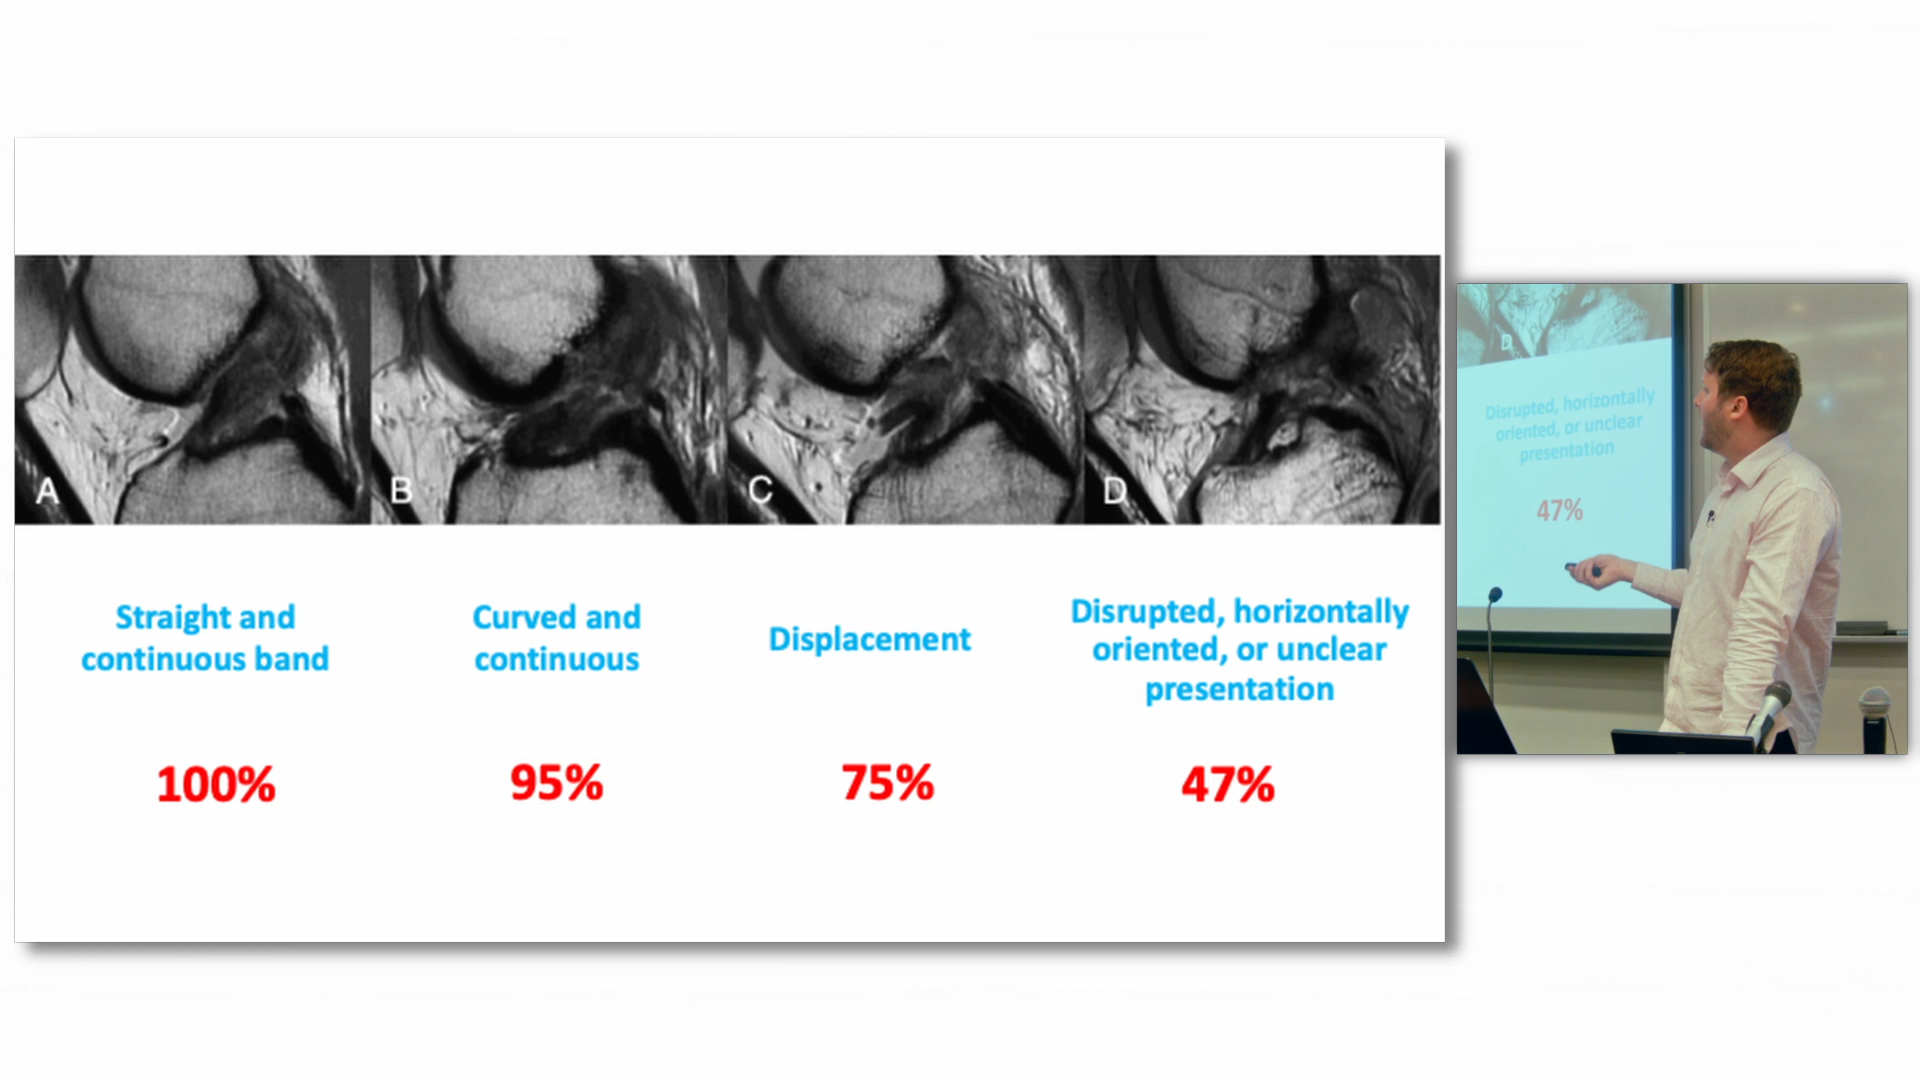 A
B
C
D
Straight and
continuous band
Curved and
continuous
Displacement
Disrupted, horizontally
oriented, or unclear
presentation
100%
95%
75%
47%
D
Disrupted, horizontally
oriented, or unclear
presentation
47%